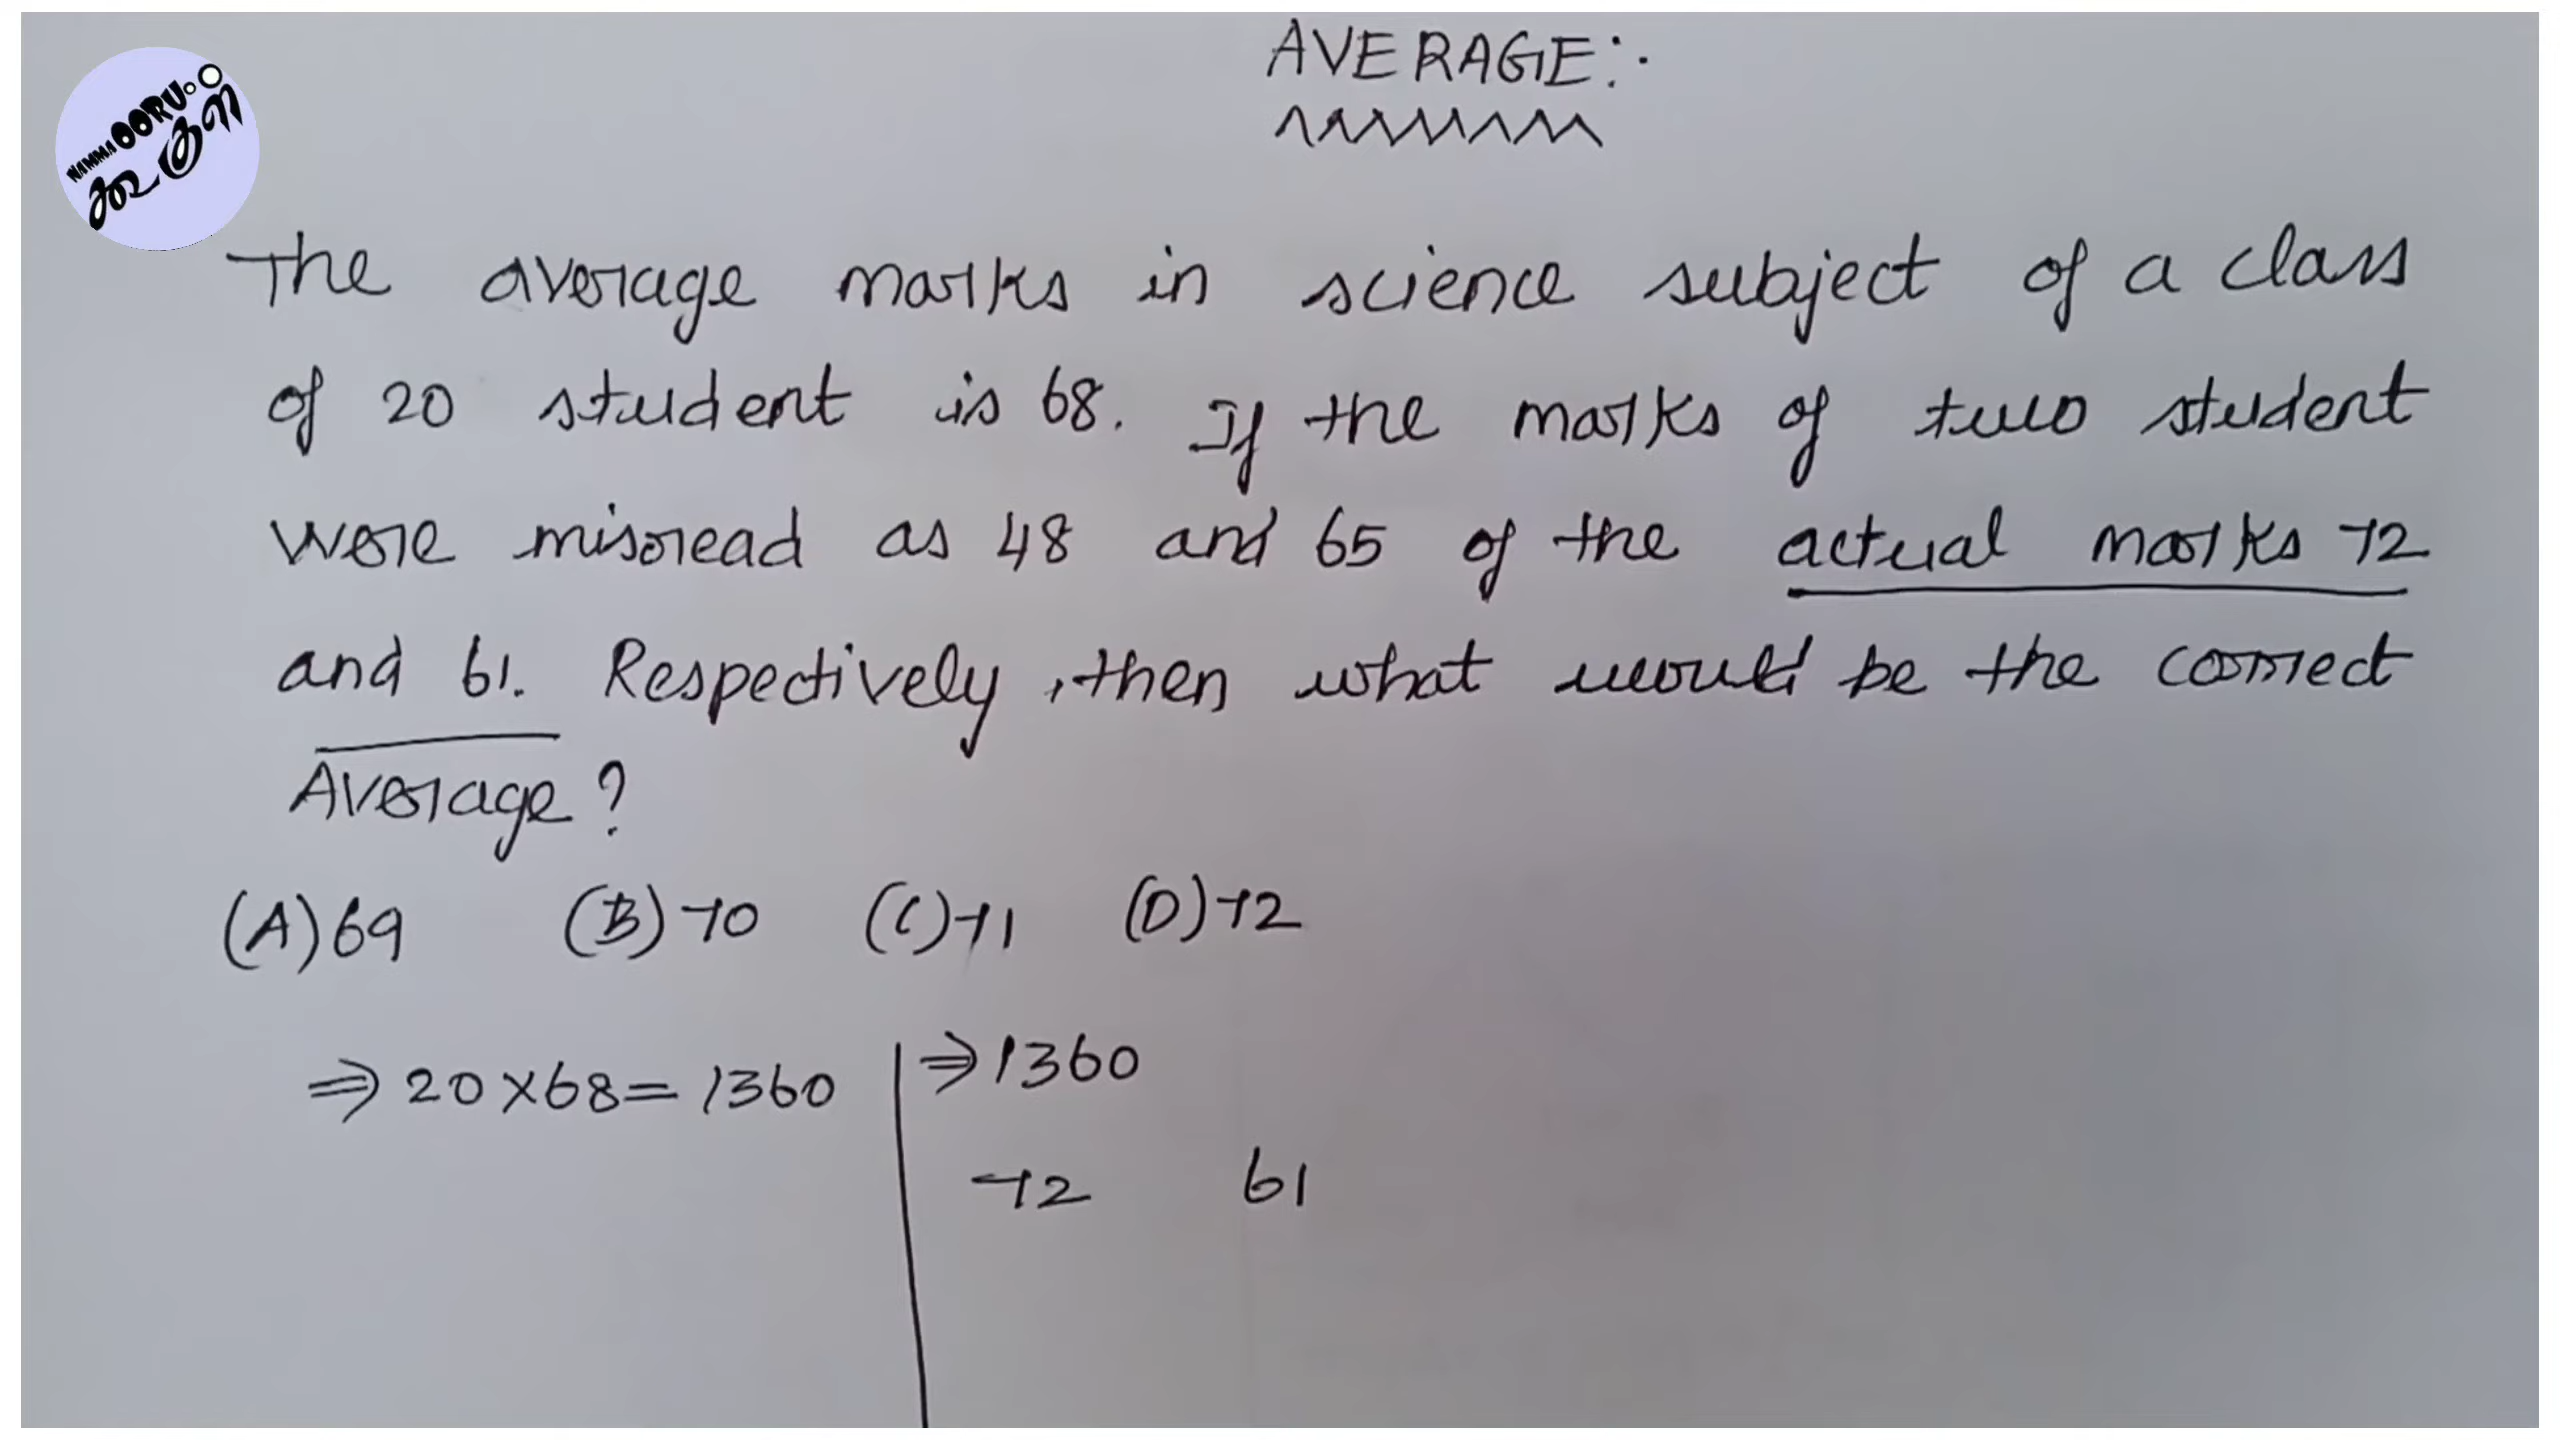 NAMMA OORU
AVERAGE:-
The average marks in science subject of a class
of 20 student is 68. If the marks of two student
were misread as 48 and 65 of the actual marks 72
and 61. Respectively, then what would be the correct
Average?
(A) 69 (B) 70 (C) 71 (D) 72
⇒ 20 × 68 = 1360
⇒ 1360
72 61